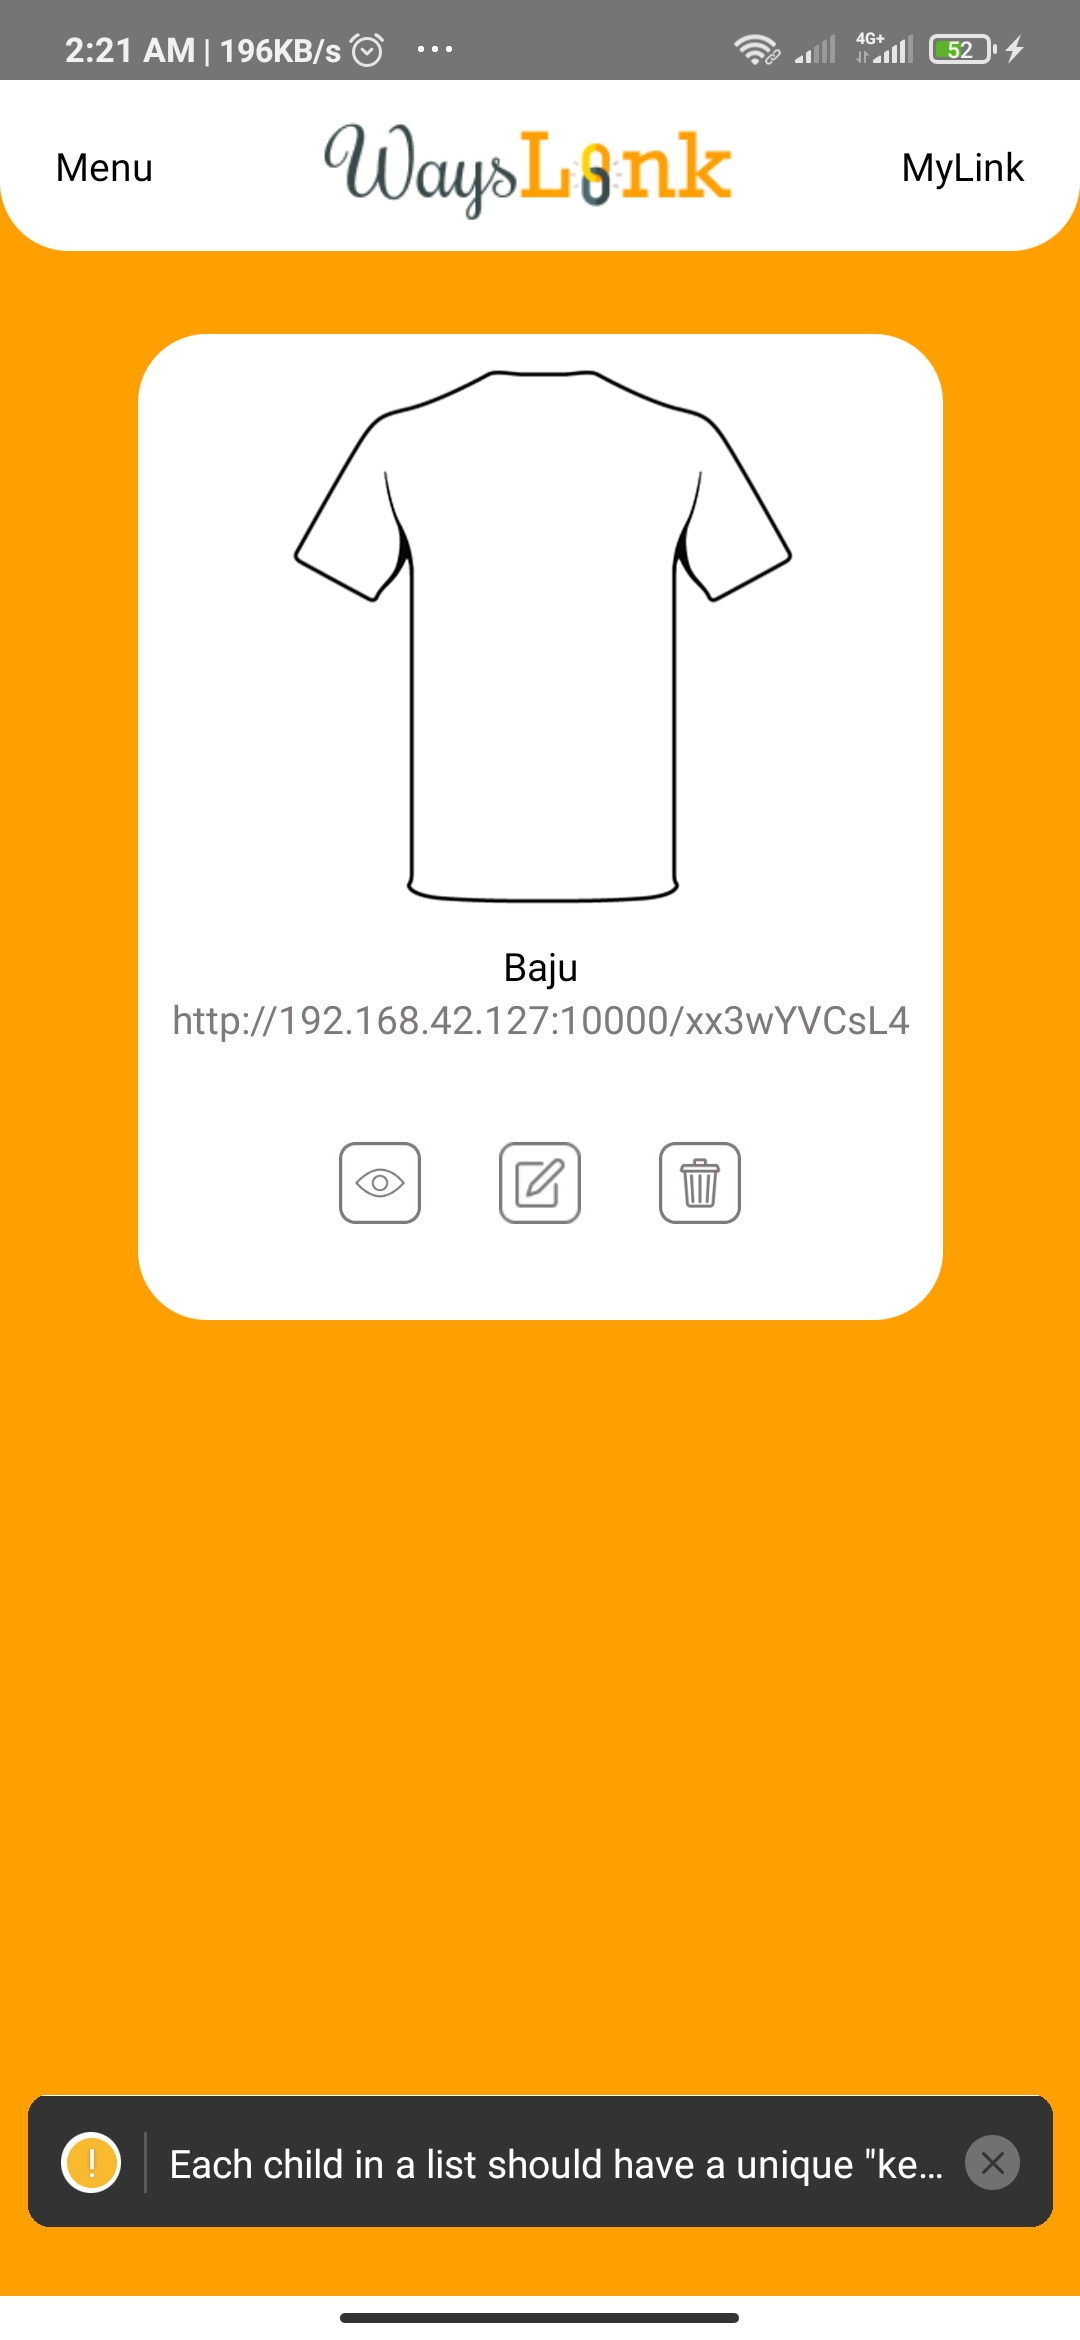 2:21 AM | 196KB/s ... 4G+ 52
Menu WaysLink MyLink
Baju
http://192.168.42.127:10000/xx3wYVCsL4
! Each child in a list should have a unique "ke...